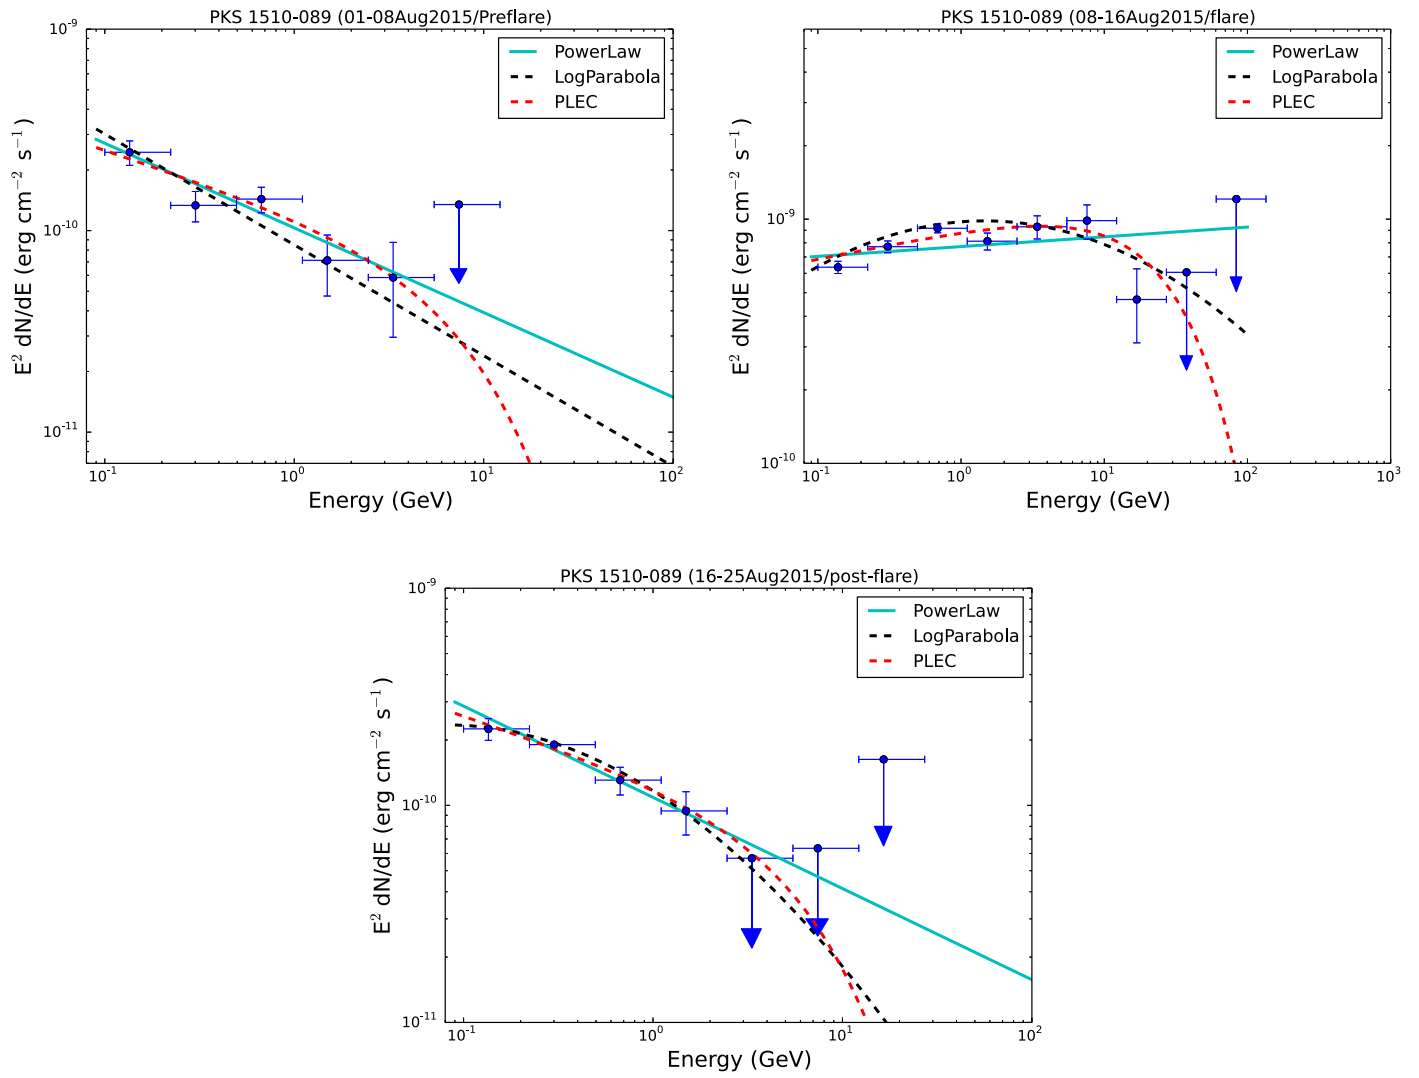 PKS 1510-089 (01-08Aug2015/Preflare)
10⁻⁹
10⁻¹⁰
10⁻¹¹
E² dN/dE (erg cm⁻² s⁻¹)
PowerLaw
LogParabola
PLEC
10⁻¹ 10⁰ 10¹ 10²
Energy (GeV)
PKS 1510-089 (08-16Aug2015/flare)
10⁻⁹
10⁻¹⁰
E² dN/dE (erg cm⁻² s⁻¹)
PowerLaw
LogParabola
PLEC
10⁻¹ 10⁰ 10¹ 10² 10³
Energy (GeV)
PKS 1510-089 (16-25Aug2015/post-flare)
10⁻⁹
10⁻¹⁰
10⁻¹¹
E² dN/dE (erg cm⁻² s⁻¹)
PowerLaw
LogParabola
PLEC
10⁻¹ 10⁰ 10¹ 10²
Energy (GeV)